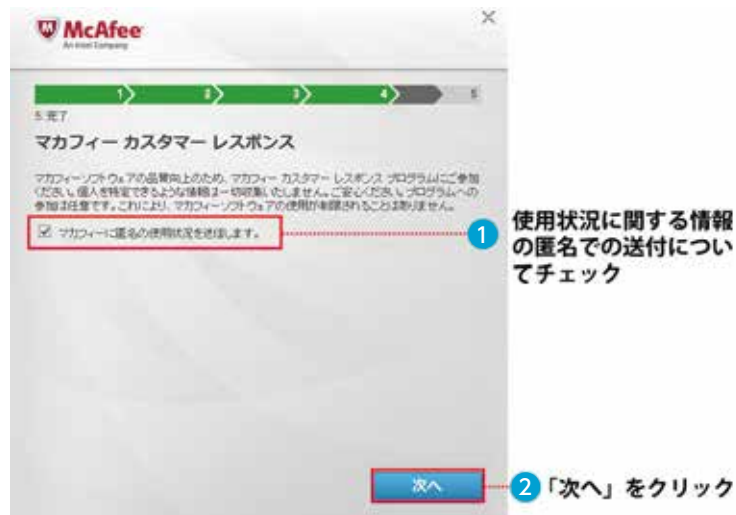 McAfee
An Intel Company
×
1 2 3 4 5
5.完了
マカフィー カスタマー レスポンス
マカフィーソフトウェアの品質向上のため、マカフィー カスタマー レスポンス プログラムにご参加
ください。個人を特定できるような情報は一切収集いたしません。ご安心ください。プログラムへの
参加は任意です。これにより、マカフィーソフトウェアの使用が制限されることはありません。
マカフィーに匿名の使用状況を送信します。
1
使用状況に関する情報
の匿名での送付につい
てチェック
次へ
2 「次へ」をクリック